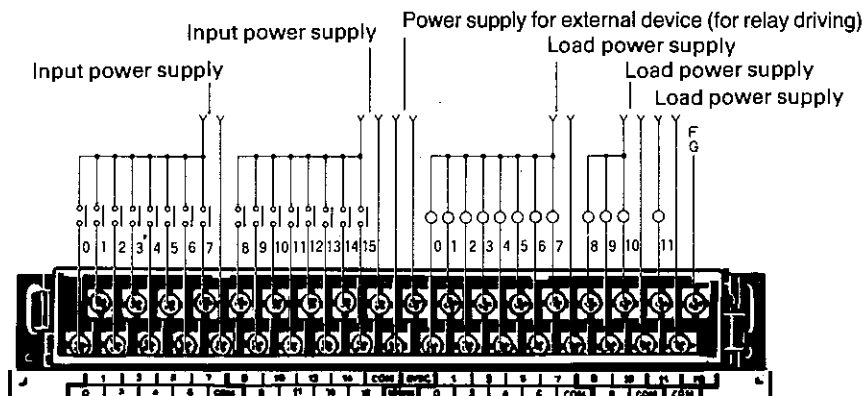 Power supply for external device (for relay driving)
Input power supply
Load power supply
Input power supply
Load power supply
Load power supply
F
G
0 1 2 3 4 5 6 7 8 9 10 11 12 13 14 15 0 1 2 3 4 5 6 7 8 9 10 11